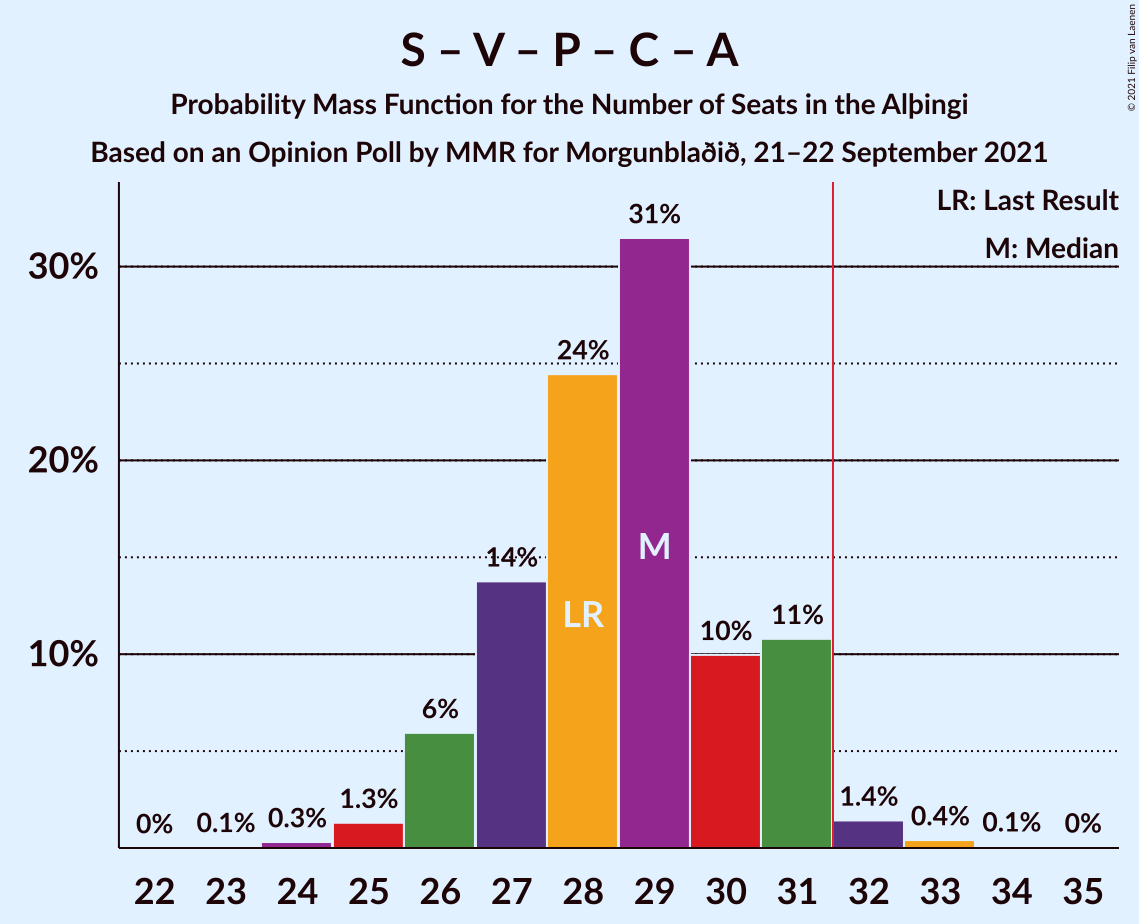 S – V – P – C – A
Probability Mass Function for the Number of Seats in the Alþingi
Based on an Opinion Poll by MMR for Morgunblaðið, 21–22 September 2021
© 2021 Filip van Laenen
LR: Last Result
M: Median
30%
20%
10%
0%
0.1%
0.3%
1.3%
6%
14%
24%
31%
10%
11%
1.4%
0.4%
0.1%
0%
LR
M
22 23 24 25 26 27 28 29 30 31 32 33 34 35